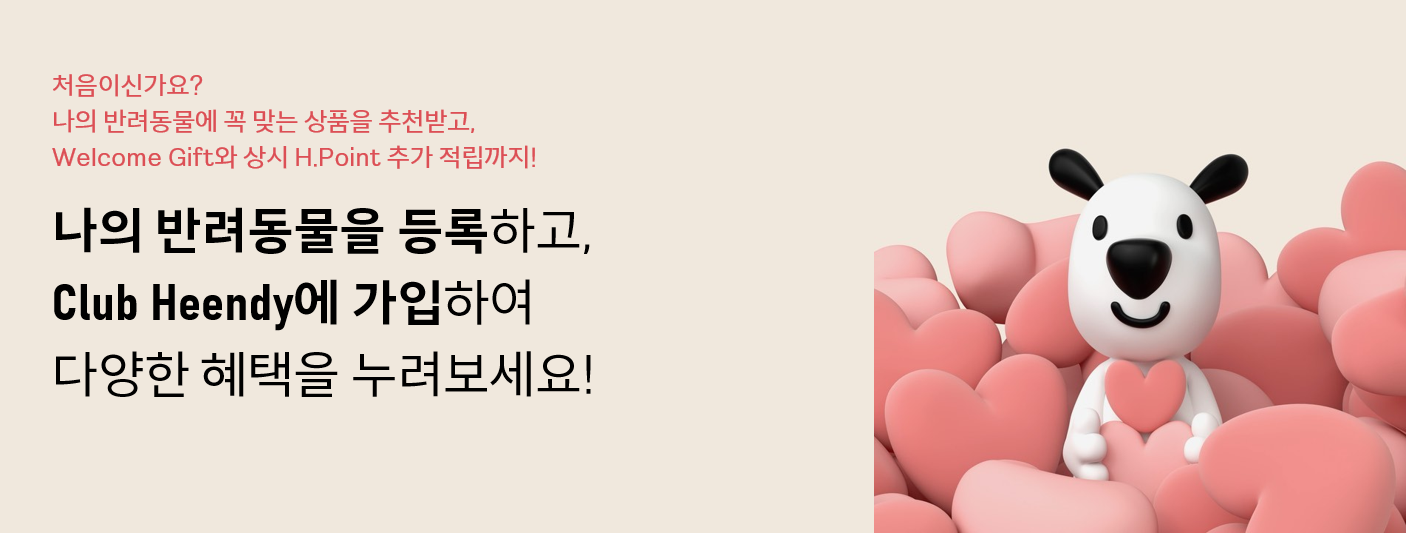 처음이신가요?
나의 반려동물에 꼭 맞는 상품을 추천받고,
Welcome Gift와 상시 H.Point 추가 적립까지!
나의 반려동물을 등록하고,
Club Heendy에 가입하여
다양한 혜택을 누려보세요!